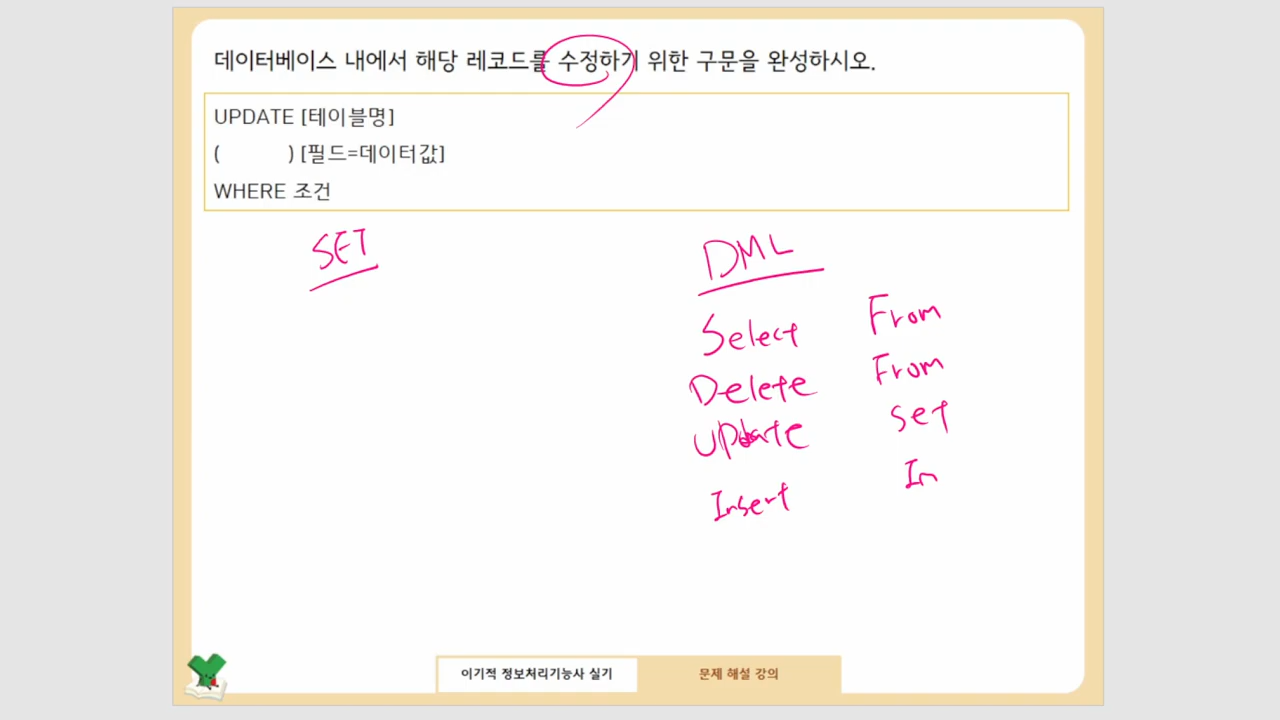 데이터베이스 내에서 해당 레코드를 수정하기 위한 구문을 완성하시오.
UPDATE [테이블명]
(          ) [필드=데이터값]
WHERE 조건
SET
DML
Select From
Delete From
Update Set
Insert In
이기적 정보처리기능사 실기
문제 해설 강의